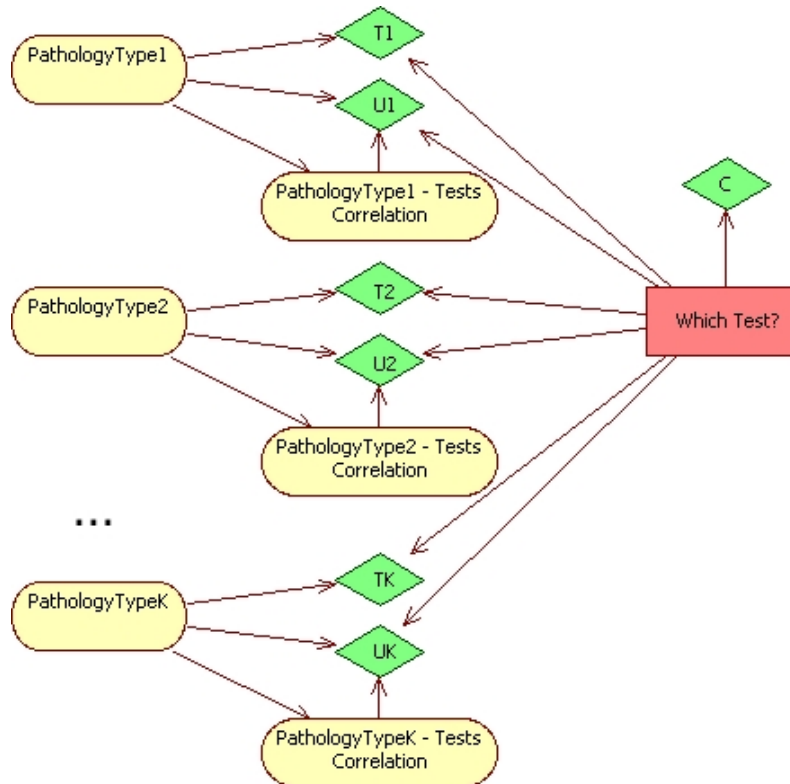 T1
PathologyType1
U1
PathologyType1 - Tests
Correlation
C
T2
PathologyType2
Which Test?
U2
PathologyType2 - Tests
Correlation
...
TK
PathologyTypeK
UK
PathologyTypeK - Tests
Correlation